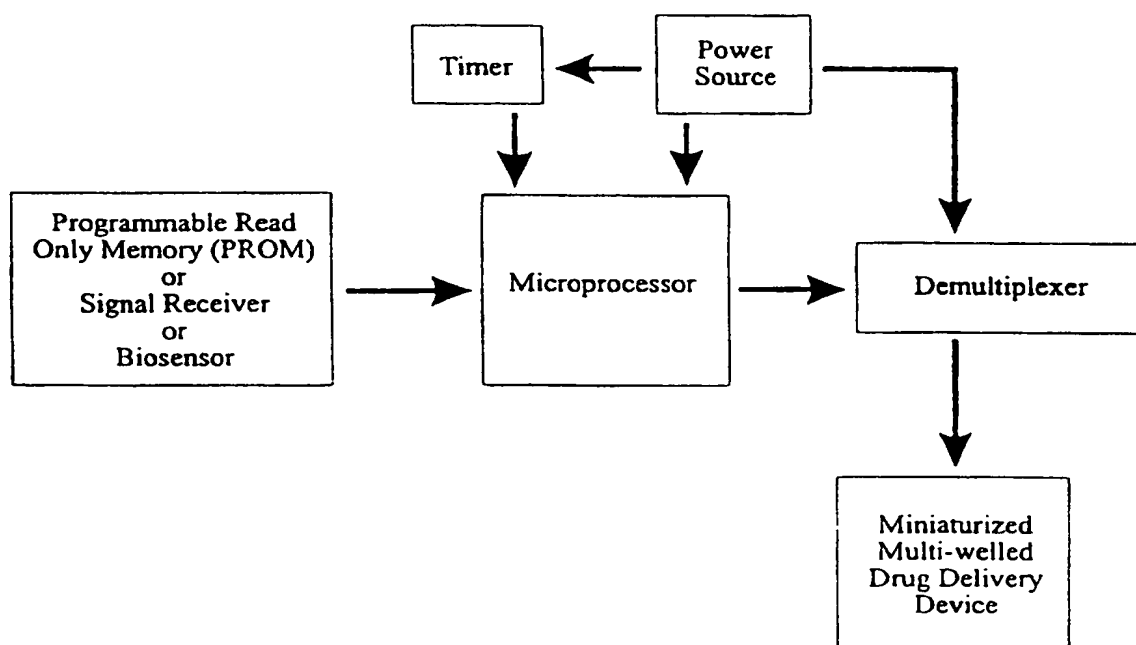 Timer
Power
Source
Programmable Read
Only Memory (PROM)
or
Signal Receiver
or
Biosensor
Microprocessor
Demultiplexer
Miniaturized
Multi-welled
Drug Delivery
Device